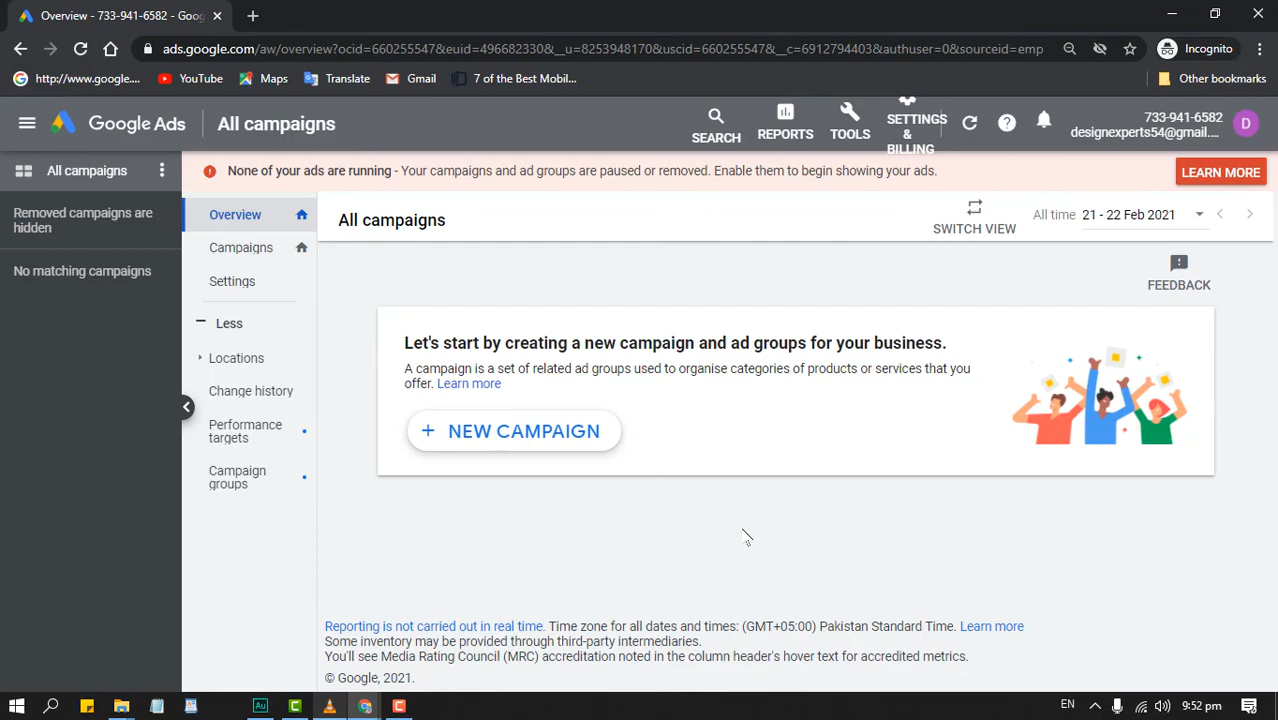 Overview - 733-941-6582 - Goog
ads.google.com/aw/overview?ocid=660255547&euid=496682330&__u=8253948170&uscid=660255547&__c=6912794403&authuser=0&sourceid=emp
Incognito
http://www.google....
YouTube
Maps
Translate
Gmail
7 of the Best Mobil...
Other bookmarks
Google Ads
All campaigns
SEARCH
REPORTS
TOOLS
SETTINGS
&
BILLING
733-941-6582
designexperts54@gmail....
D
All campaigns
None of your ads are running - Your campaigns and ad groups are paused or removed. Enable them to begin showing your ads.
LEARN MORE
Removed campaigns are
hidden
No matching campaigns
Overview
Campaigns
Settings
Less
Locations
Change history
Performance
targets
Campaign
groups
All campaigns
SWITCH VIEW
All time
21 - 22 Feb 2021
FEEDBACK
Let's start by creating a new campaign and ad groups for your business.
A campaign is a set of related ad groups used to organise categories of products or services that you
offer. Learn more
+ NEW CAMPAIGN
Reporting is not carried out in real time. Time zone for all dates and times: (GMT+05:00) Pakistan Standard Time. Learn more
Some inventory may be provided through third-party intermediaries.
You'll see Media Rating Council (MRC) accreditation noted in the column header's hover text for accredited metrics.
© Google, 2021.
Au
EN
9:52 pm